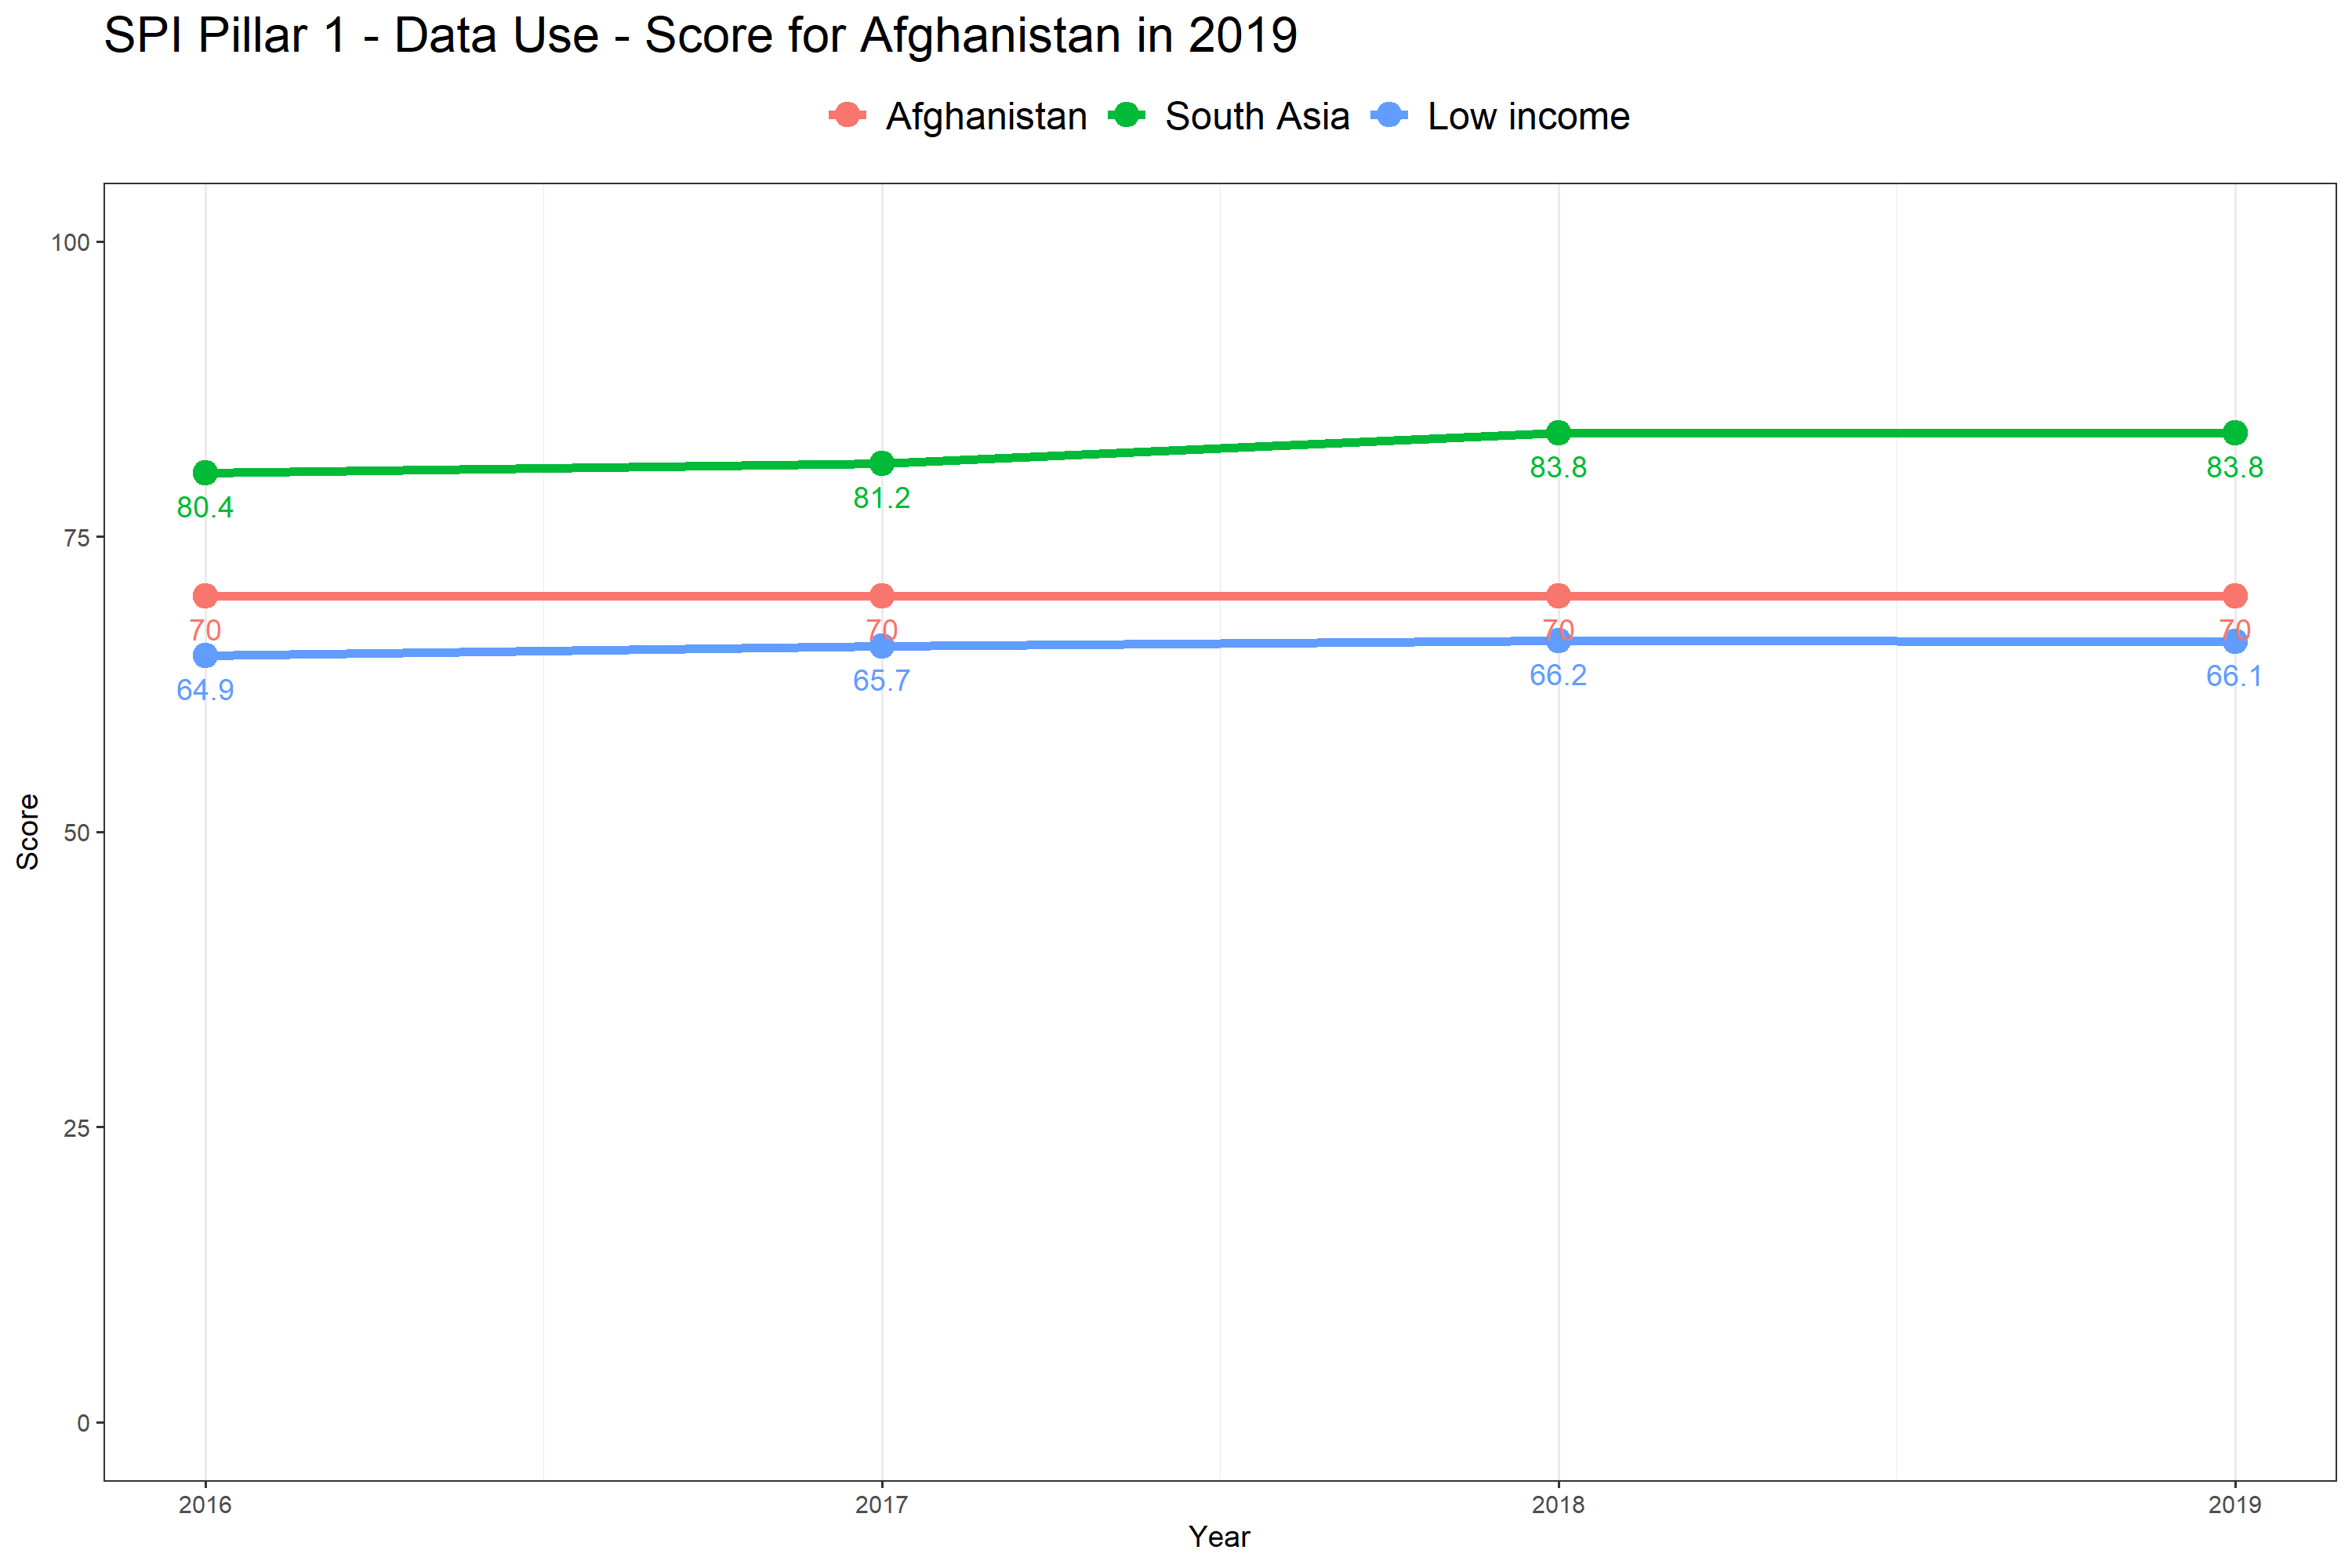 SPI Pillar 1 - Data Use - Score for Afghanistan in 2019
Afghanistan South Asia Low income
100
75
50
25
0
Score
80.4 81.2 83.8 83.8
70 70 70 70
64.9 65.7 66.2 66.1
2016 2017 2018 2019
Year